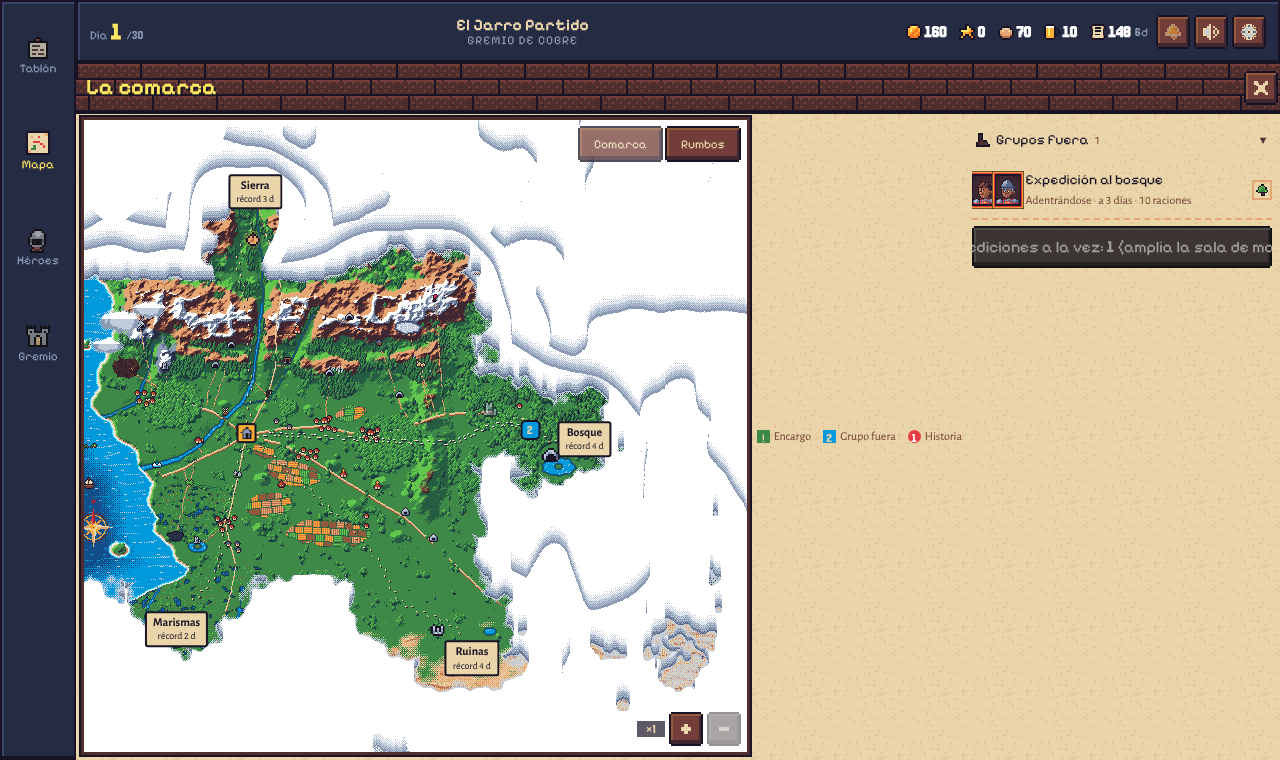 Día 1 /30
El Jarro Partido
GREMIO DE COBRE
160
0
70
10
148 6d
Tablón
Mapa
Héroes
Gremio
La comarca
Comarca
Rumbos
Sierra
récord 3 d
2
Bosque
récord 4 d
Marismas
récord 2 d
Ruinas
récord 4 d
×1
! Encargo
2 Grupo fuera
1 Historia
Grupos fuera 1
Expedición al bosque
Adentrándose · a 3 días · 10 raciones
diciones a la vez: 1 (amplía la sala de ma